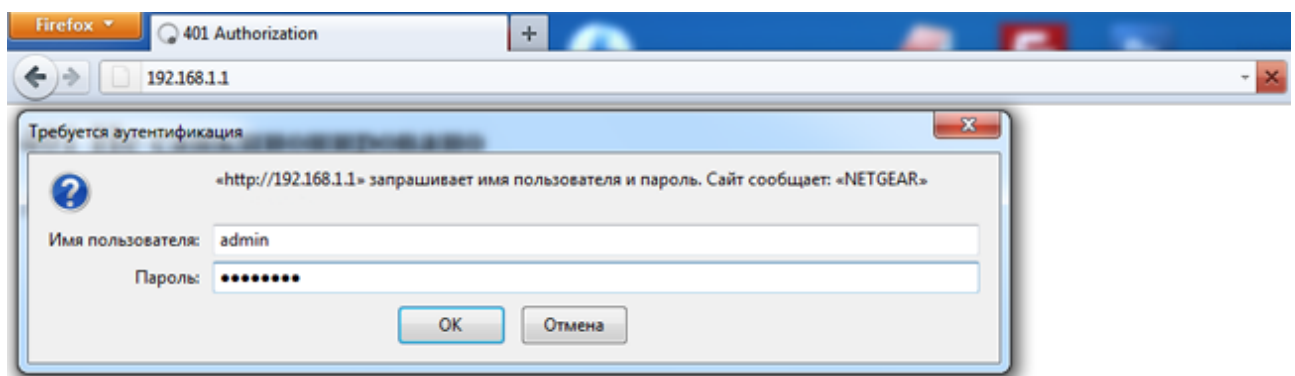 Firefox
401 Authorization
+
192.168.1.1
Требуется аутентификация
«http://192.168.1.1» запрашивает имя пользователя и пароль. Сайт сообщает: «NETGEAR»
Имя пользователя: admin
Пароль: ••••••••
OK
Отмена